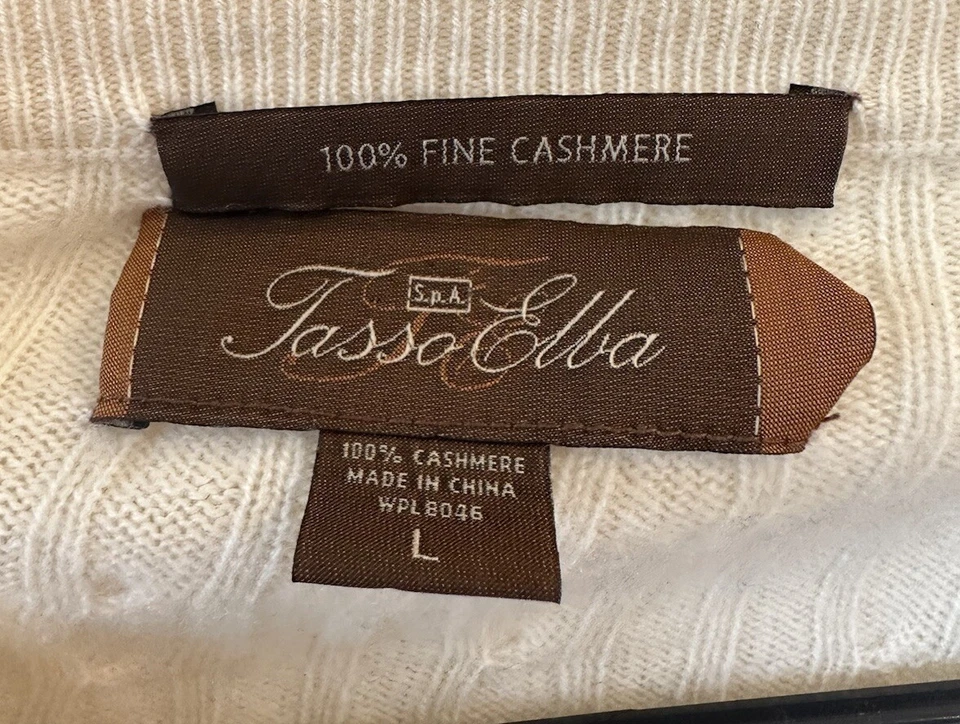 100% FINE CASHMERE
S.p.A.
Tasso Elba
100% CASHMERE
MADE IN CHINA
WPL8046
L